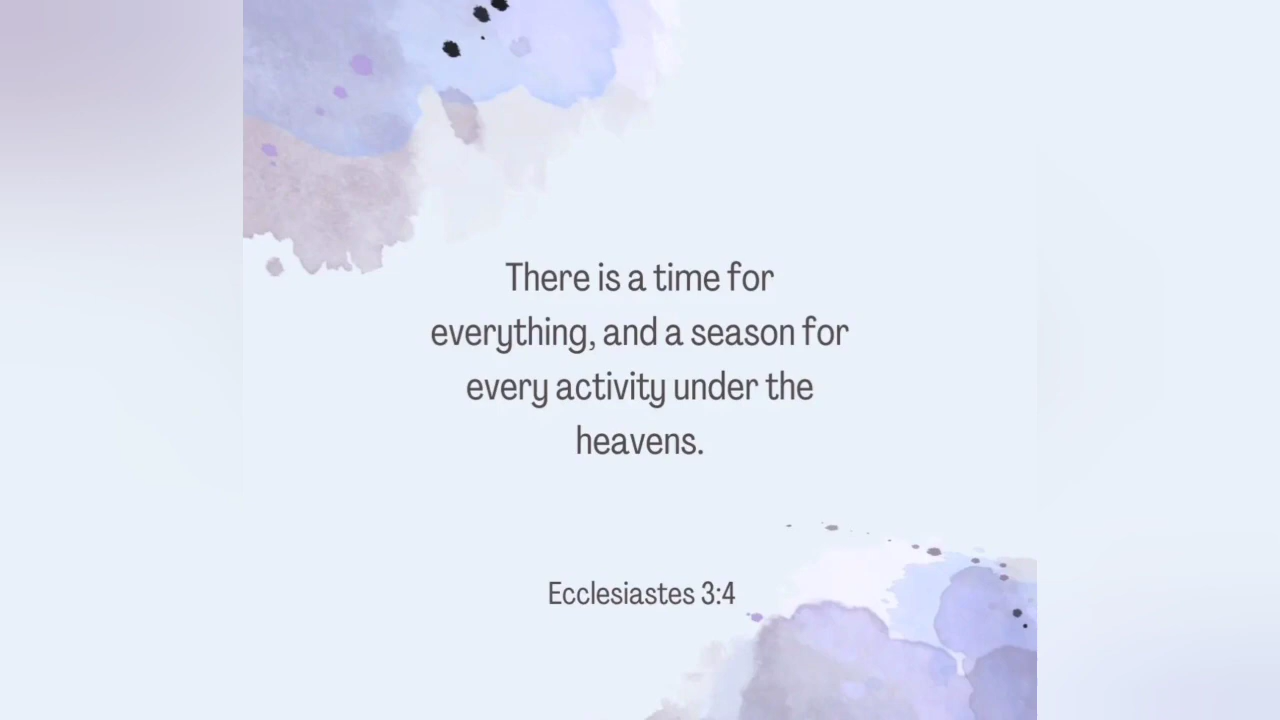 There is a time for
everything, and a season for
every activity under the
heavens.
Ecclesiastes 3:4